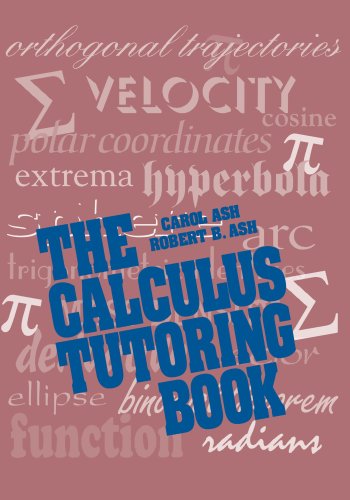 orthogonal trajectories
π
Σ VELOCITY
cosine
polar coordinates
π
extrema hyperbola
CAROL ASH
ROBERT B. ASH
arc
THE
CALCULUS
TUTORING
BOOK
Σ
π
ellipse
function
radians